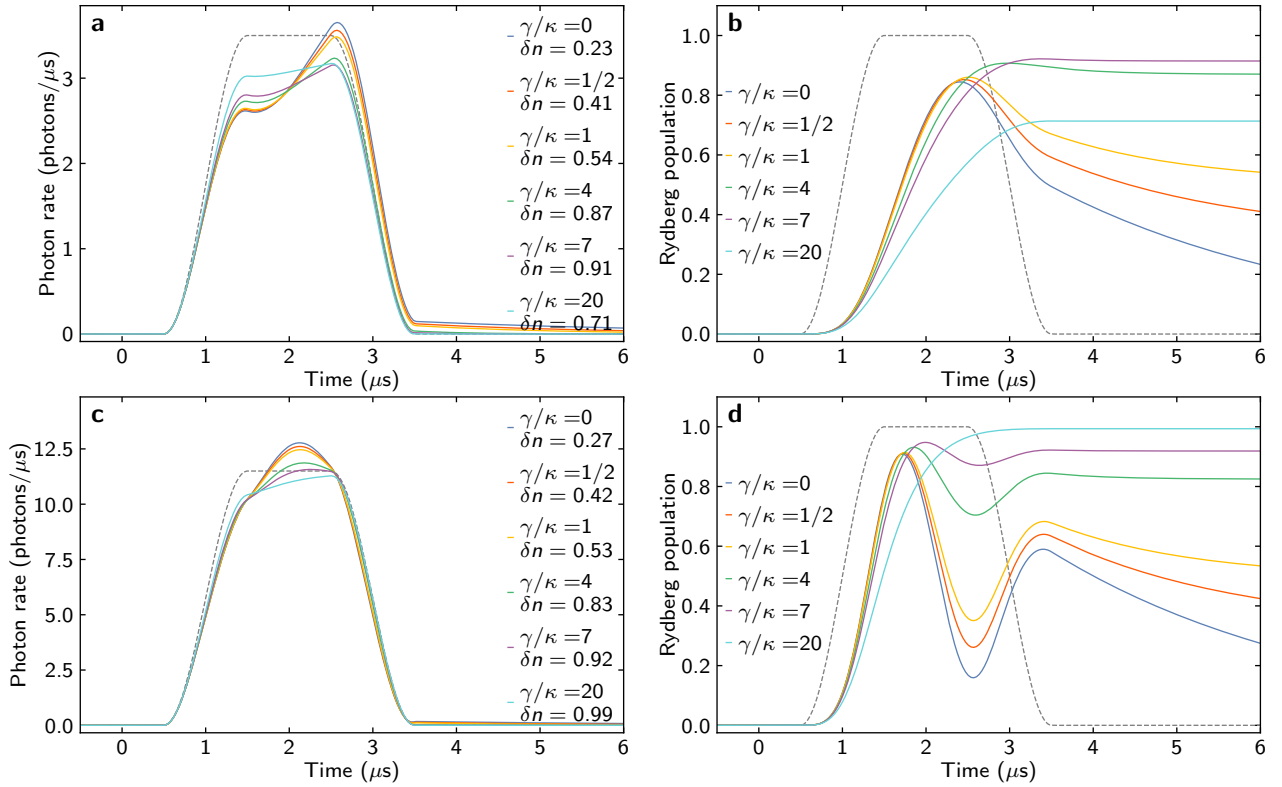 a
Photon rate (photons/μs)
3
2
1
0
γ/κ =0
δn = 0.23
γ/κ =1/2
δn = 0.41
γ/κ =1
δn = 0.54
γ/κ =4
δn = 0.87
γ/κ =7
δn = 0.91
γ/κ =20
δn = 0.71
0 1 2 3 4 5 6
Time (μs)
b
Rydberg population
1.0
0.8
0.6
0.4
0.2
0.0
γ/κ =0
γ/κ =1/2
γ/κ =1
γ/κ =4
γ/κ =7
γ/κ =20
0 1 2 3 4 5 6
Time (μs)
c
Photon rate (photons/μs)
12.5
10.0
7.5
5.0
2.5
0.0
γ/κ =0
δn = 0.27
γ/κ =1/2
δn = 0.42
γ/κ =1
δn = 0.53
γ/κ =4
δn = 0.83
γ/κ =7
δn = 0.92
γ/κ =20
δn = 0.99
0 1 2 3 4 5 6
Time (μs)
d
Rydberg population
1.0
0.8
0.6
0.4
0.2
0.0
γ/κ =0
γ/κ =1/2
γ/κ =1
γ/κ =4
γ/κ =7
γ/κ =20
0 1 2 3 4 5 6
Time (μs)